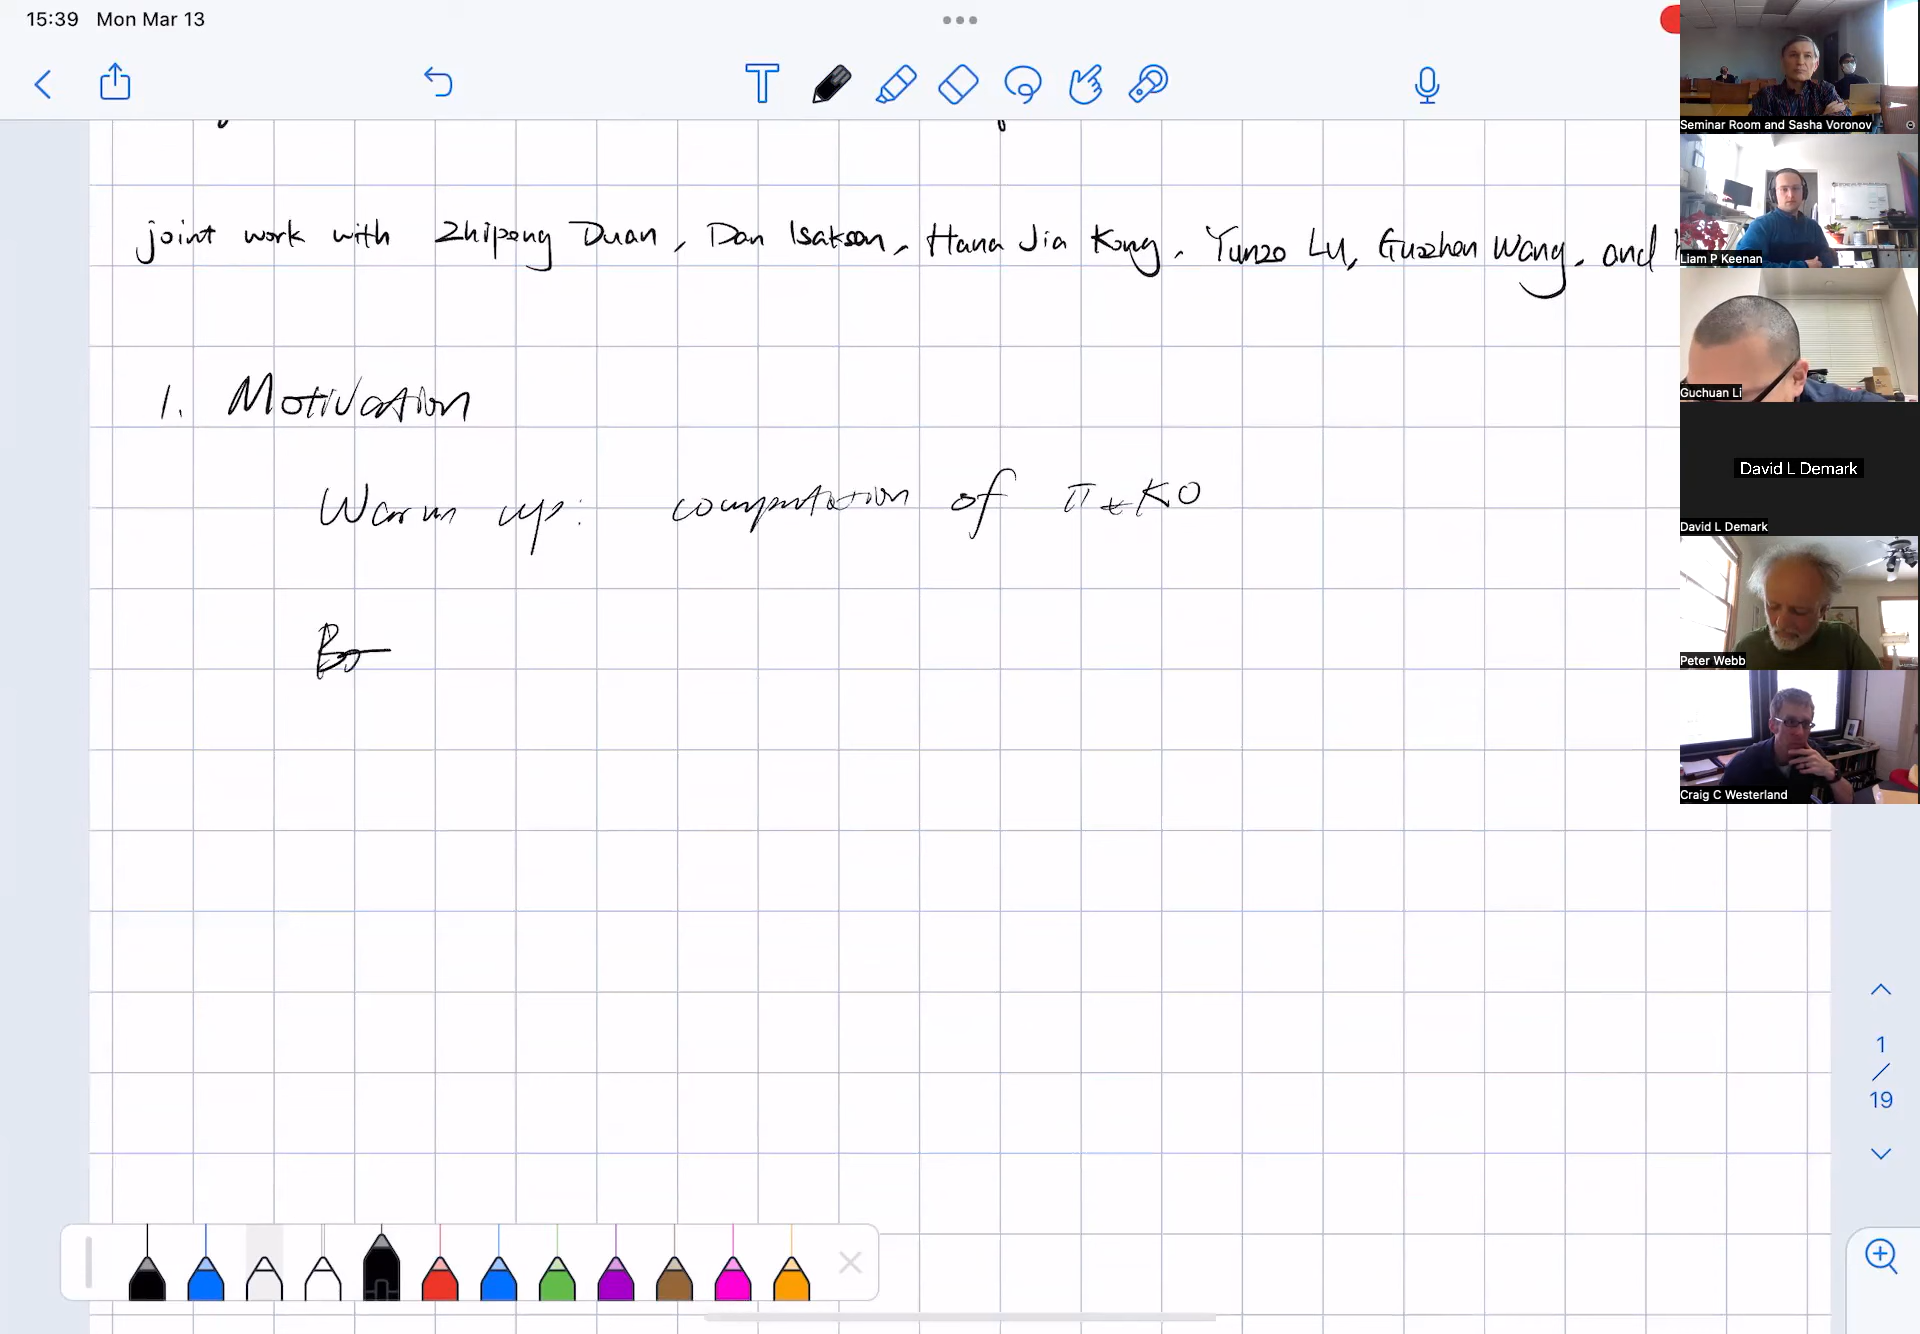 15:39 Mon Mar 13
joint work with Zhipeng Duan, Dan Isakson, Hana Jia Kong, Yunze Lu, Guozhen Wang, and
1. Motivation
Warm up: computation of π*KO
Seminar Room and Sasha Voronov
Liam P Keenan
Guchuan Li
David L Demark
David L Demark
Peter Webb
Craig C Westerland
1
/
19